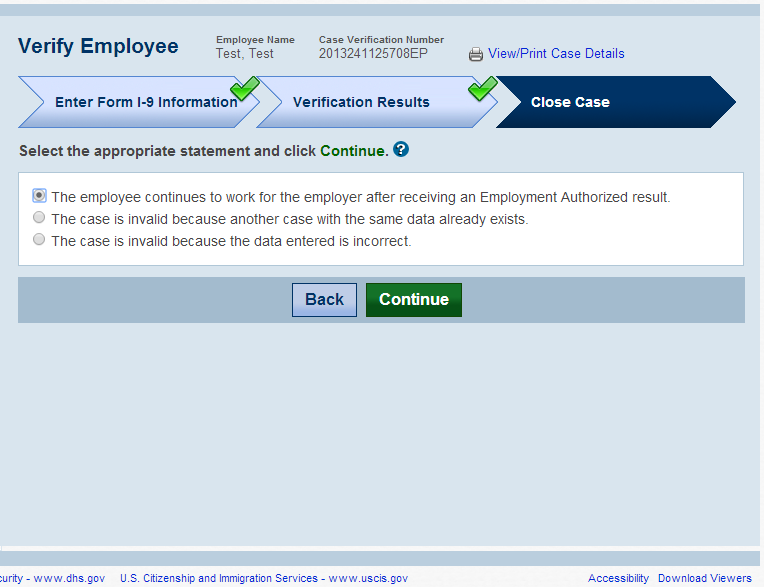 Verify Employee
Employee Name
Test, Test
Case Verification Number
2013241125708EP
View/Print Case Details
Enter Form I-9 Information
Verification Results
Close Case
Select the appropriate statement and click Continue. ?
The employee continues to work for the employer after receiving an Employment Authorized result.
The case is invalid because another case with the same data already exists.
The case is invalid because the data entered is incorrect.
Back
Continue
curity - www.dhs.gov U.S. Citizenship and Immigration Services - www.uscis.gov Accessibility Download Viewers